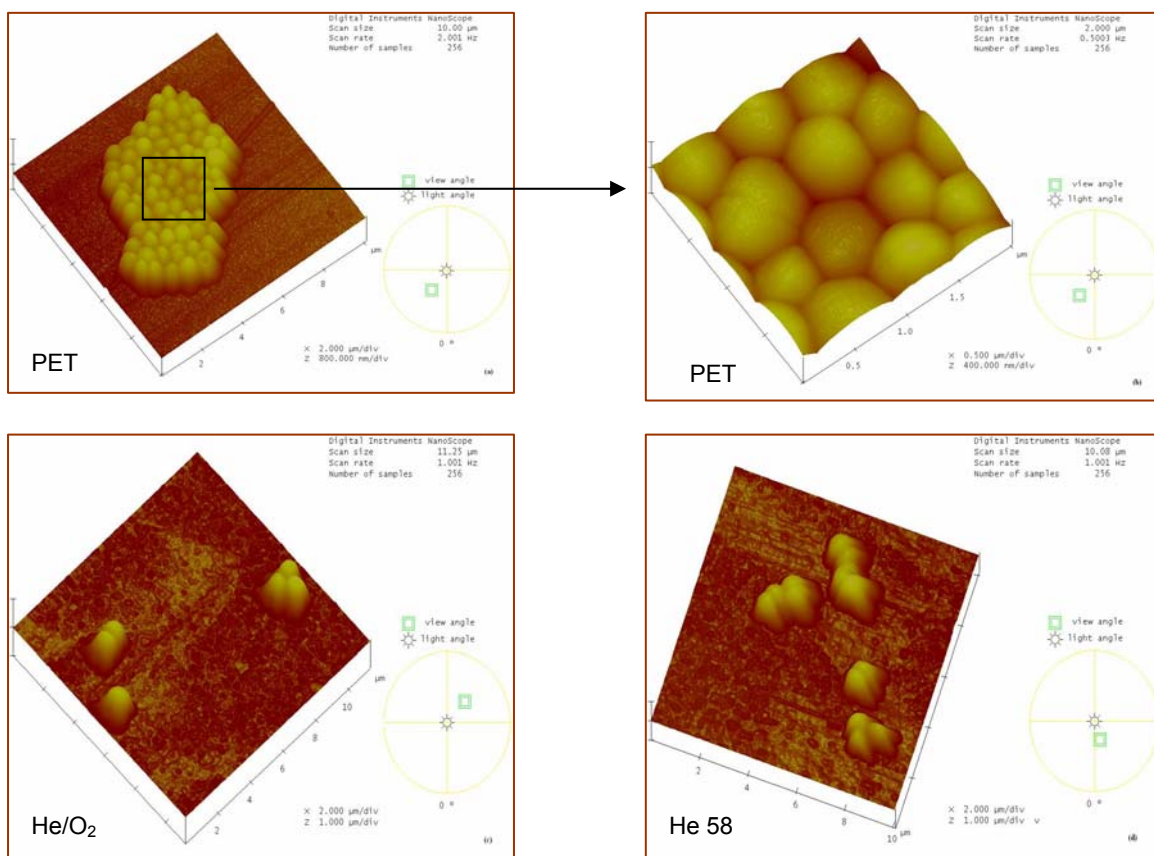 Digital Instruments NanoScope
Scan size 10.00 µm
Scan rate 2.001 Hz
Number of samples 256
view angle
light angle
µm
8
6
4
2
X 2.000 µm/div
Z 800.000 nm/div
0 °
PET
(a)
Digital Instruments NanoScope
Scan size 2.000 µm
Scan rate 0.5003 Hz
Number of samples 256
view angle
light angle
µm
1.5
1.0
0.5
X 0.500 µm/div
Z 400.000 nm/div
0 °
PET
(b)
Digital Instruments NanoScope
Scan size 11.25 µm
Scan rate 1.001 Hz
Number of samples 256
view angle
light angle
µm
10
8
6
4
2
X 2.000 µm/div
Z 1.000 µm/div
0 °
He/O₂
(c)
Digital Instruments NanoScope
Scan size 10.08 µm
Scan rate 1.001 Hz
Number of samples 256
view angle
light angle
2
4
6
8
10
µm
X 2.000 µm/div
Z 1.000 µm/div v
0 °
He 58
(d)